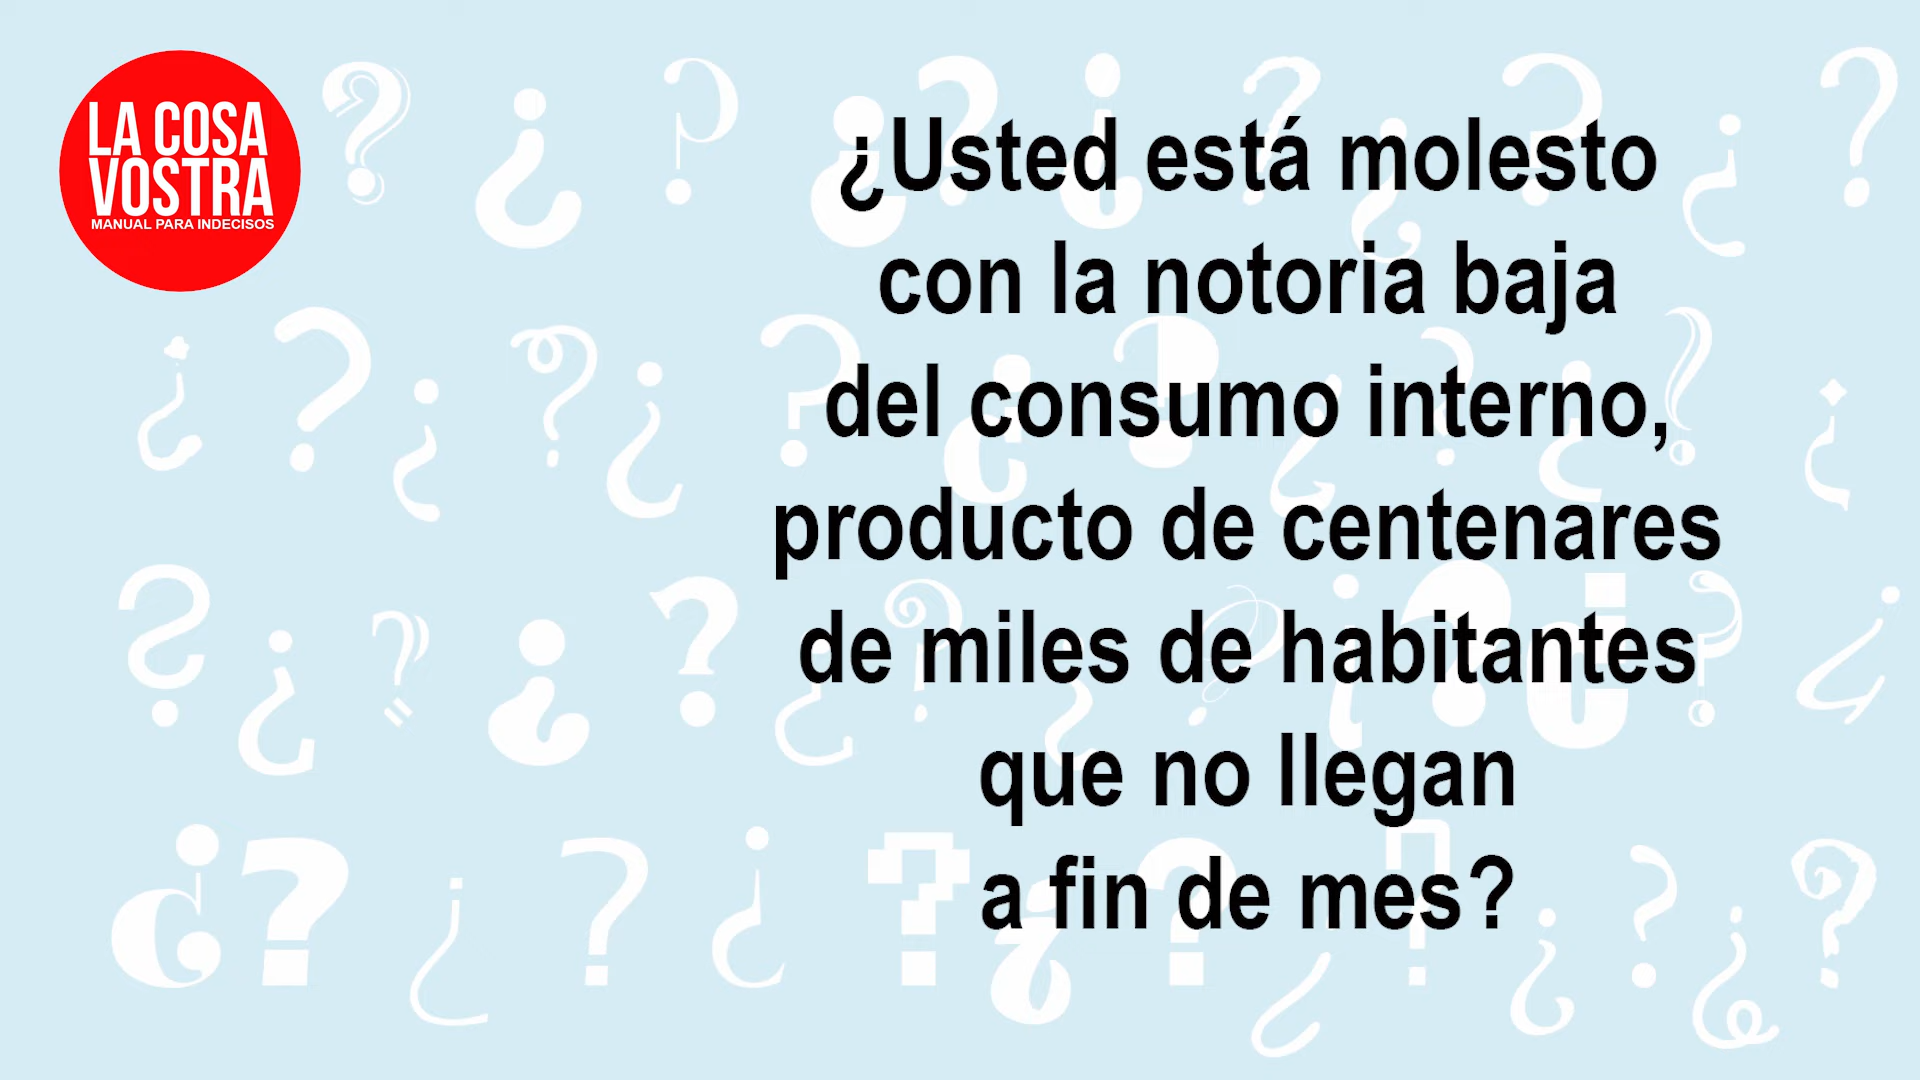 LA COSA
VOSTRA
MANUAL PARA INDECISOS
¿Usted está molesto
con la notoria baja
del consumo interno,
producto de centenares
de miles de habitantes
que no llegan
a fin de mes?